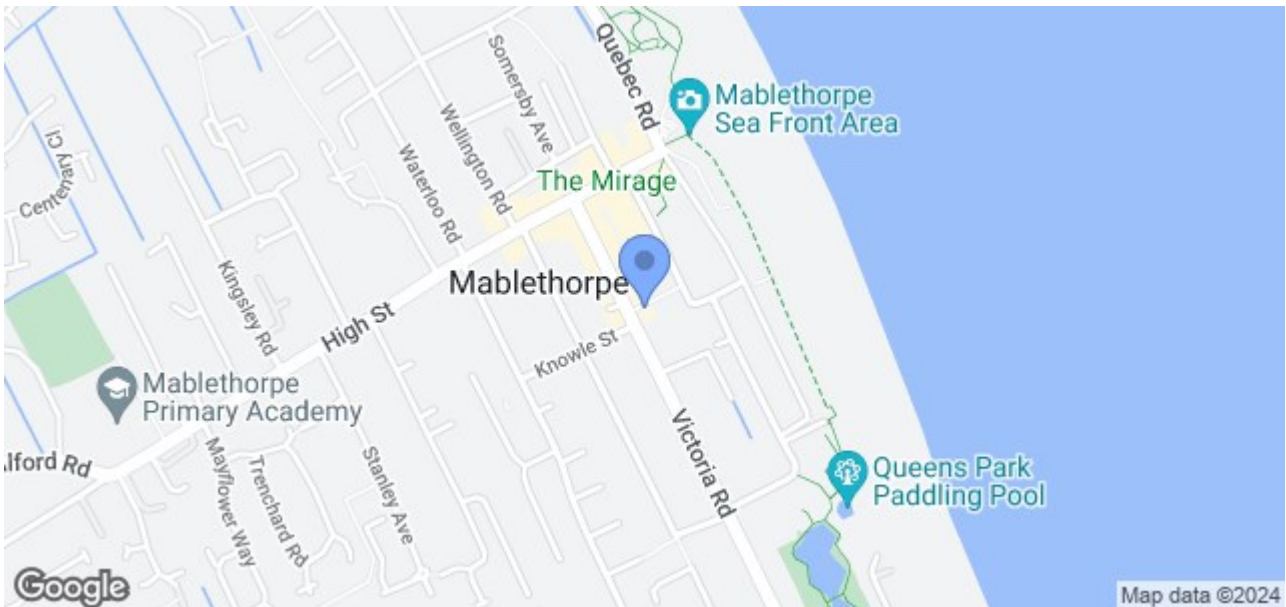 Quebec Rd
Mablethorpe
Sea Front Area
Somersby Ave
Wellington Rd
Waterloo Rd
The Mirage
Centenary Cl
Mablethorpe
Kingsley Rd
High St
Knowle St
Mablethorpe
Primary Academy
Victoria Rd
Alford Rd
Mayflower Way
Trenchard Rd
Stanley Ave
Queens Park
Paddling Pool
Google
Map data ©2024